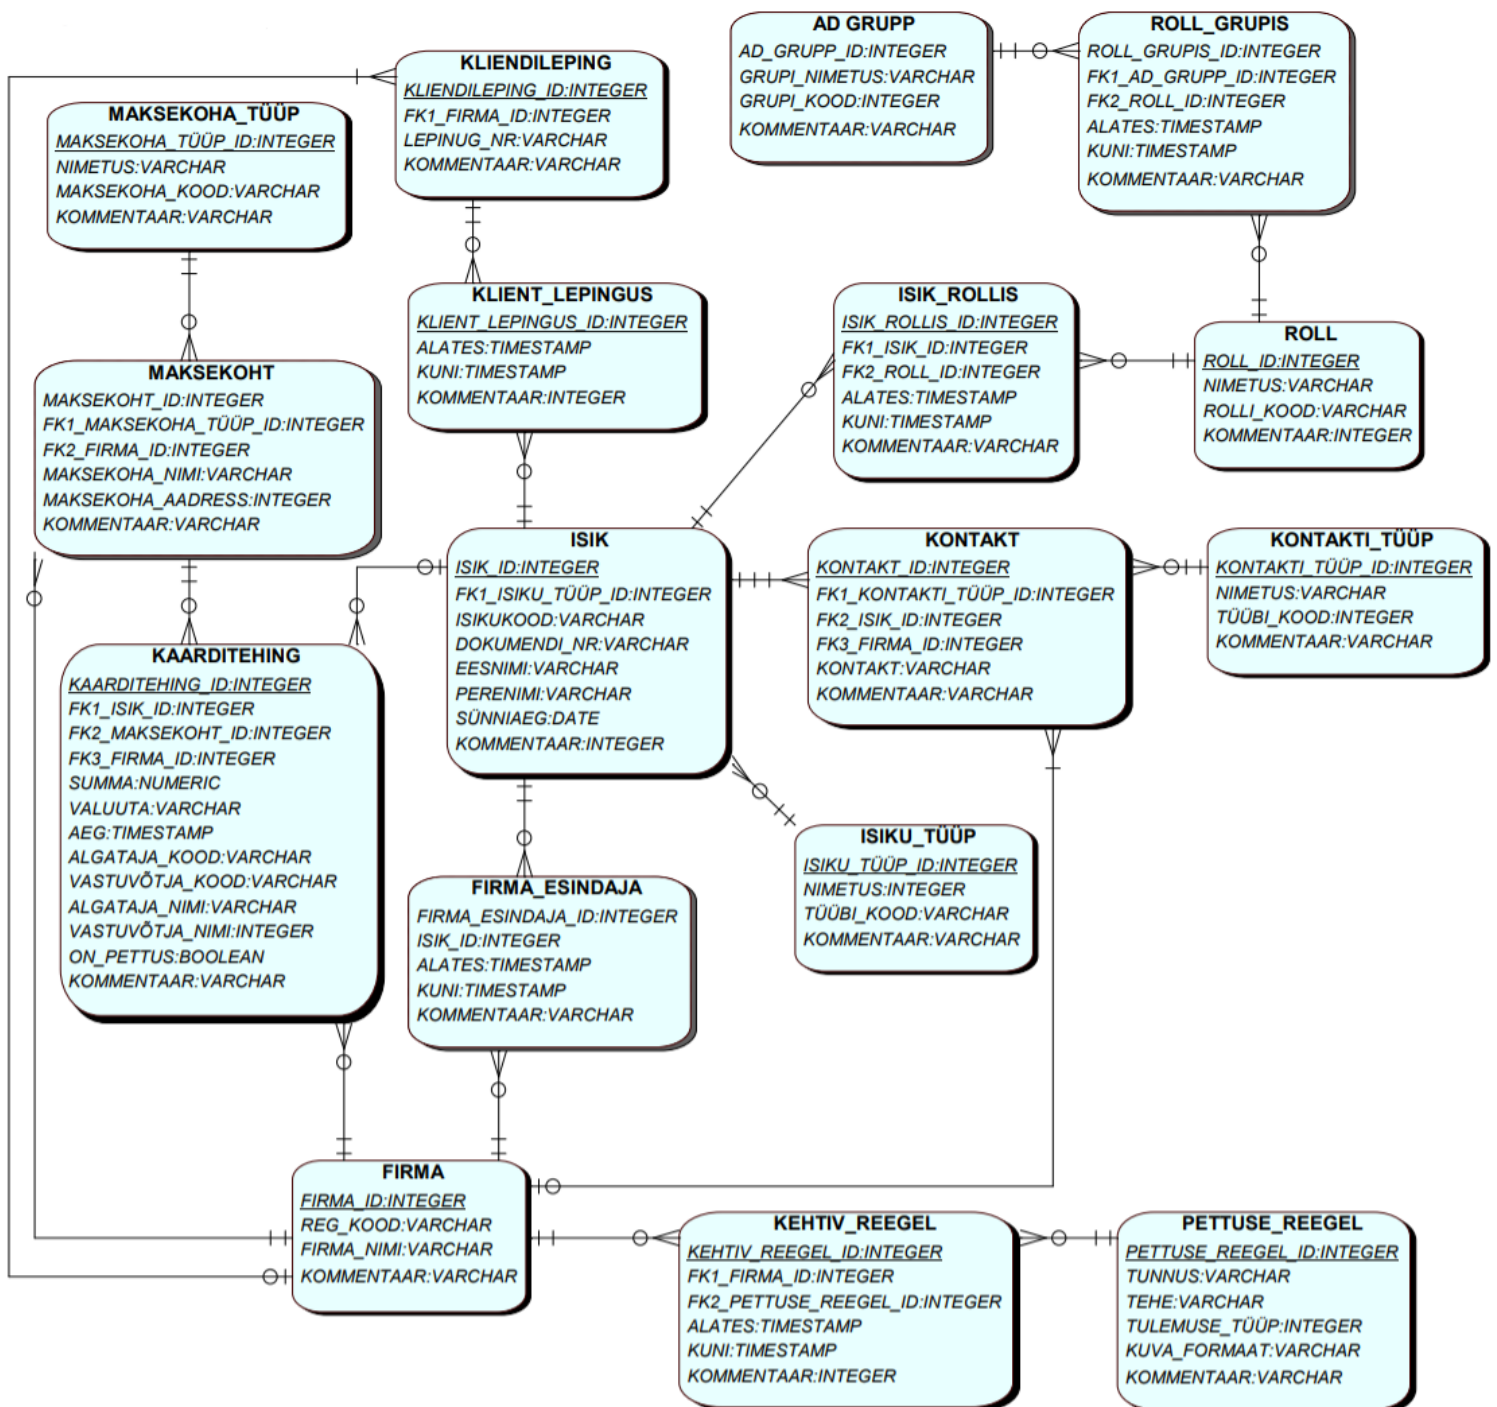 AD GRUPP
AD_GRUPP_ID:INTEGER
GRUPI_NIMETUS:VARCHAR
GRUPI_KOOD:INTEGER
KOMMENTAAR:VARCHAR
ROLL_GRUPIS
ROLL_GRUPIS_ID:INTEGER
FK1_AD_GRUPP_ID:INTEGER
FK2_ROLL_ID:INTEGER
ALATES:TIMESTAMP
KUNI:TIMESTAMP
KOMMENTAAR:VARCHAR
KLIENDILEPING
KLIENDILEPING_ID:INTEGER
FK1_FIRMA_ID:INTEGER
LEPINUG_NR:VARCHAR
KOMMENTAAR:VARCHAR
MAKSEKOHA_TÜÜP
MAKSEKOHA_TÜÜP_ID:INTEGER
NIMETUS:VARCHAR
MAKSEKOHA_KOOD:VARCHAR
KOMMENTAAR:VARCHAR
KLIENT_LEPINGUS
KLIENT_LEPINGUS_ID:INTEGER
ALATES:TIMESTAMP
KUNI:TIMESTAMP
KOMMENTAAR:INTEGER
ISIK_ROLLIS
ISIK_ROLLIS_ID:INTEGER
FK1_ISIK_ID:INTEGER
FK2_ROLL_ID:INTEGER
ALATES:TIMESTAMP
KUNI:TIMESTAMP
KOMMENTAAR:VARCHAR
ROLL
ROLL_ID:INTEGER
NIMETUS:VARCHAR
ROLLI_KOOD:VARCHAR
KOMMENTAAR:INTEGER
MAKSEKOHT
MAKSEKOHT_ID:INTEGER
FK1_MAKSEKOHA_TÜÜP_ID:INTEGER
FK2_FIRMA_ID:INTEGER
MAKSEKOHA_NIMI:VARCHAR
MAKSEKOHA_AADRESS:INTEGER
KOMMENTAAR:VARCHAR
ISIK
ISIK_ID:INTEGER
FK1_ISIKU_TÜÜP_ID:INTEGER
ISIKUKOOD:VARCHAR
DOKUMENDI_NR:VARCHAR
EESNIMI:VARCHAR
PERENIMI:VARCHAR
SÜNNIAEG:DATE
KOMMENTAAR:INTEGER
KONTAKT
KONTAKT_ID:INTEGER
FK1_KONTAKTI_TÜÜP_ID:INTEGER
FK2_ISIK_ID:INTEGER
FK3_FIRMA_ID:INTEGER
KONTAKT:VARCHAR
KOMMENTAAR:VARCHAR
KONTAKTI_TÜÜP
KONTAKTI_TÜÜP_ID:INTEGER
NIMETUS:VARCHAR
TÜÜBI_KOOD:INTEGER
KOMMENTAAR:VARCHAR
KAARDITEHING
KAARDITEHING_ID:INTEGER
FK1_ISIK_ID:INTEGER
FK2_MAKSEKOHT_ID:INTEGER
FK3_FIRMA_ID:INTEGER
SUMMA:NUMERIC
VALUUTA:VARCHAR
AEG:TIMESTAMP
ALGATAJA_KOOD:VARCHAR
VASTUVÕTJA_KOOD:VARCHAR
ALGATAJA_NIMI:VARCHAR
VASTUVÕTJA_NIMI:INTEGER
ON_PETTUS:BOOLEAN
KOMMENTAAR:VARCHAR
ISIKU_TÜÜP
ISIKU_TÜÜP_ID:INTEGER
NIMETUS:INTEGER
TÜÜBI_KOOD:VARCHAR
KOMMENTAAR:VARCHAR
FIRMA_ESINDAJA
FIRMA_ESINDAJA_ID:INTEGER
ISIK_ID:INTEGER
ALATES:TIMESTAMP
KUNI:TIMESTAMP
KOMMENTAAR:VARCHAR
FIRMA
FIRMA_ID:INTEGER
REG_KOOD:VARCHAR
FIRMA_NIMI:VARCHAR
KOMMENTAAR:VARCHAR
KEHTIV_REEGEL
KEHTIV_REEGEL_ID:INTEGER
FK1_FIRMA_ID:INTEGER
FK2_PETTUSE_REEGEL_ID:INTEGER
ALATES:TIMESTAMP
KUNI:TIMESTAMP
KOMMENTAAR:INTEGER
PETTUSE_REEGEL
PETTUSE_REEGEL_ID:INTEGER
TUNNUS:VARCHAR
TEHE:VARCHAR
TULEMUSE_TÜÜP:INTEGER
KUVA_FORMAAT:VARCHAR
KOMMENTAAR:VARCHAR